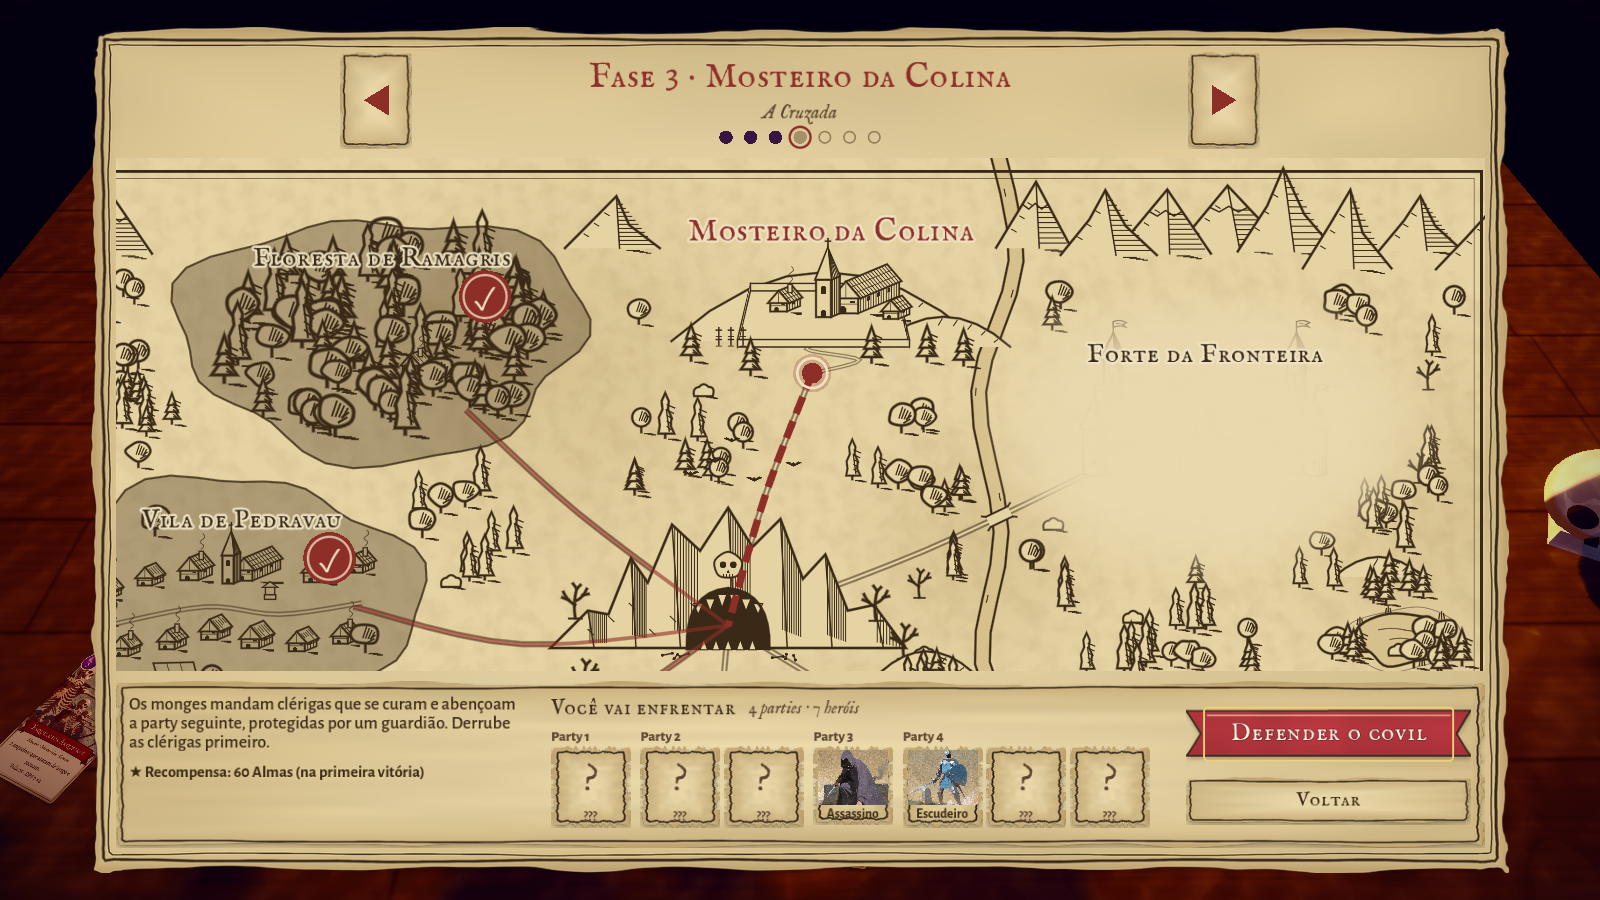 Fase 3 · Mosteiro da Colina
A Cruzada
Mosteiro da Colina
Floresta de Ramagris
Forte da Fronteira
Vila de Pedravau
Os monges mandam clérigas que se curam e abençoam
a party seguinte, protegidas por um guardião. Derrube
as clérigas primeiro.
★ Recompensa: 60 Almas (na primeira vitória)
Você vai enfrentar 4 parties · 7 heróis
Party 1 Party 2 Party 3 Party 4
? ? ? ? ?
??? ??? ??? Assassino Escudeiro ??? ???
Defender o covil
Voltar